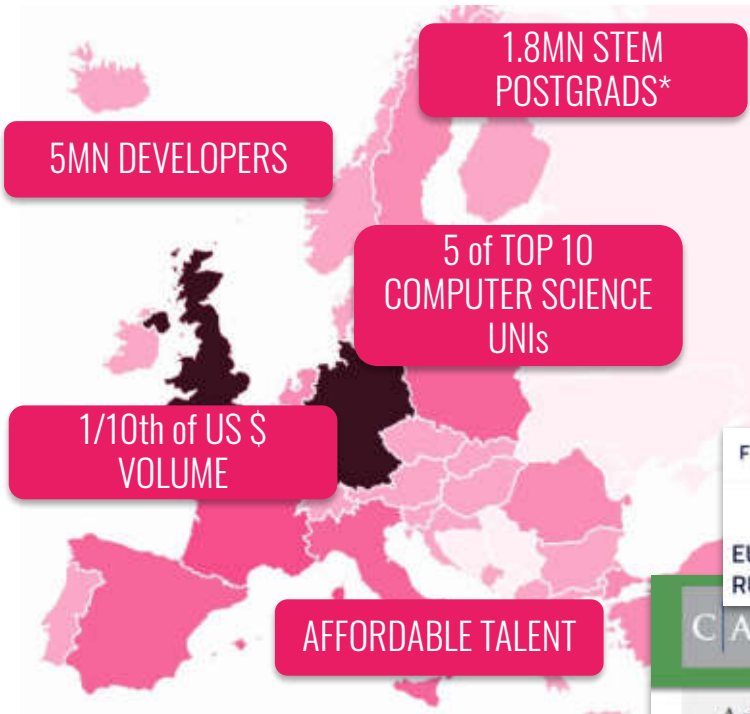 1.8MN STEM
POSTGRADS*
5MN DEVELOPERS
5 of TOP 10
COMPUTER SCIENCE
UNIs
1/10th of US $
VOLUME
AFFORDABLE TALENT